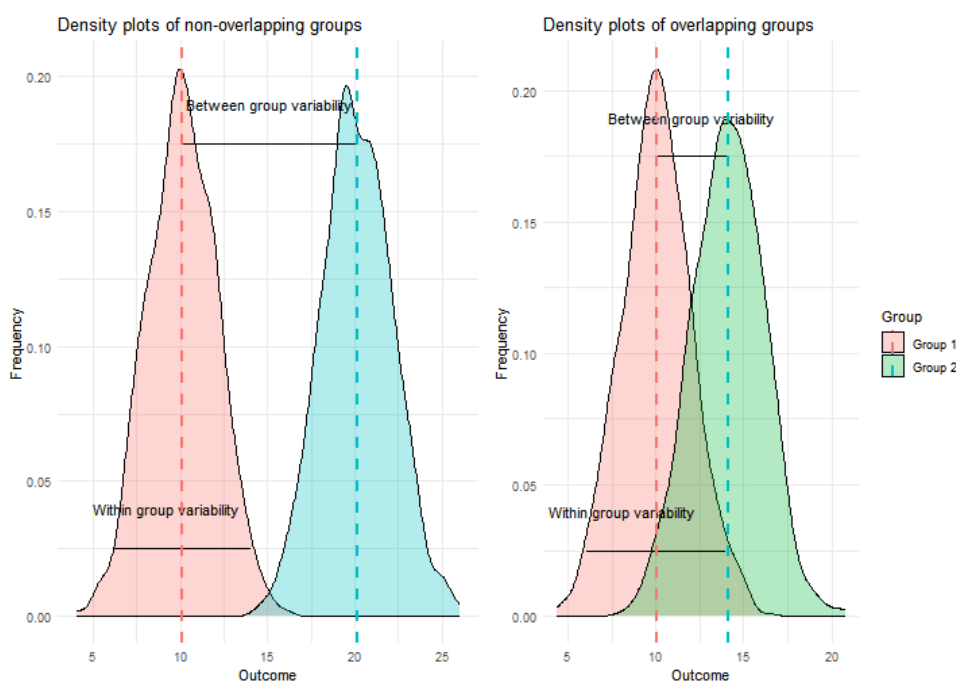 Density plots of non-overlapping groups
0.20
0.15
0.10
0.05
0.00
Frequency
Between group variability
Within group variability
5 10 15 20 25
Outcome
Density plots of overlapping groups
0.20
0.15
0.10
0.05
0.00
Frequency
Between group variability
Within group variability
5 10 15 20
Outcome
Group
Group 1
Group 2